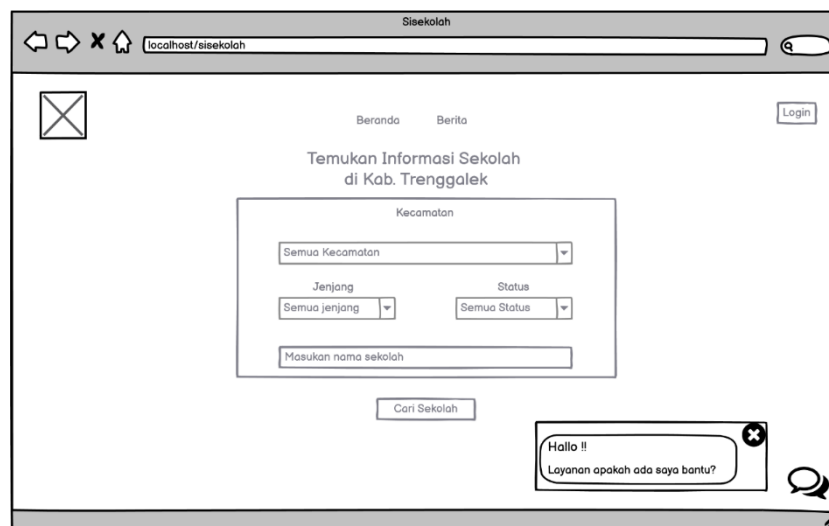 Sisekolah
localhost/sisekolah
Beranda Berita Login
Temukan Informasi Sekolah
di Kab. Trenggalek
Kecamatan
Semua Kecamatan
Jenjang Status
Semua jenjang Semua Status
Masukan nama sekolah
Cari Sekolah
Hallo !!
Layanan apakah ada saya bantu?